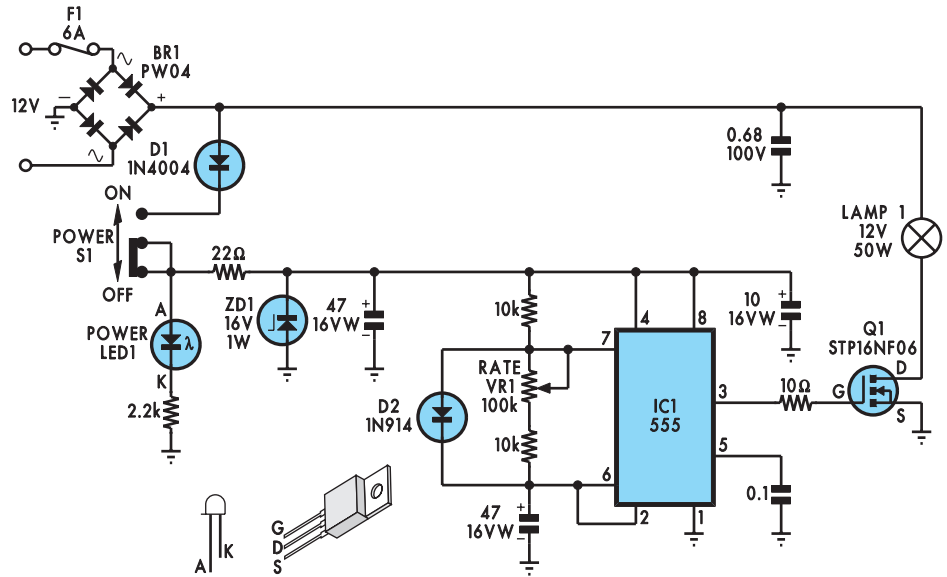 F1
6A
BR1
PW04
12V
D1
1N4004
0.68
100V
ON
POWER
S1
OFF
LAMP 1
12V
50W
22Ω
ZD1
16V
1W
47
16VW
10k
4
8
10
16VW
A
POWER
LED1
λ
K
2.2k
7
RATE
VR1
100k
D2
1N914
10k
IC1
555
3
10Ω
Q1
STP16NF06
D
G
S
5
0.1
6
2
1
47
16VW
G
D
S
A
K